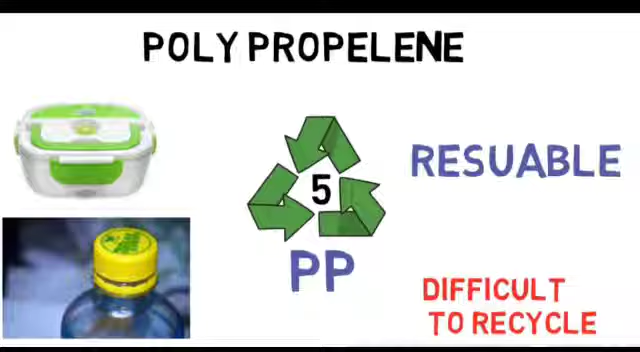 POLY PROPELENE
5
PP
RESUABLE
DIFFICULT
TO RECYCLE